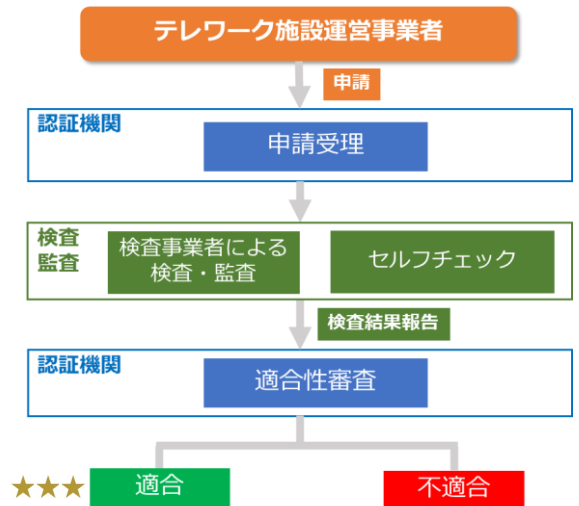 テレワーク施設運営事業者
申請
認証機関
申請受理
検査
監査
検査事業者による
検査・監査
セルフチェック
検査結果報告
認証機関
適合性審査
★★★
適合
不適合